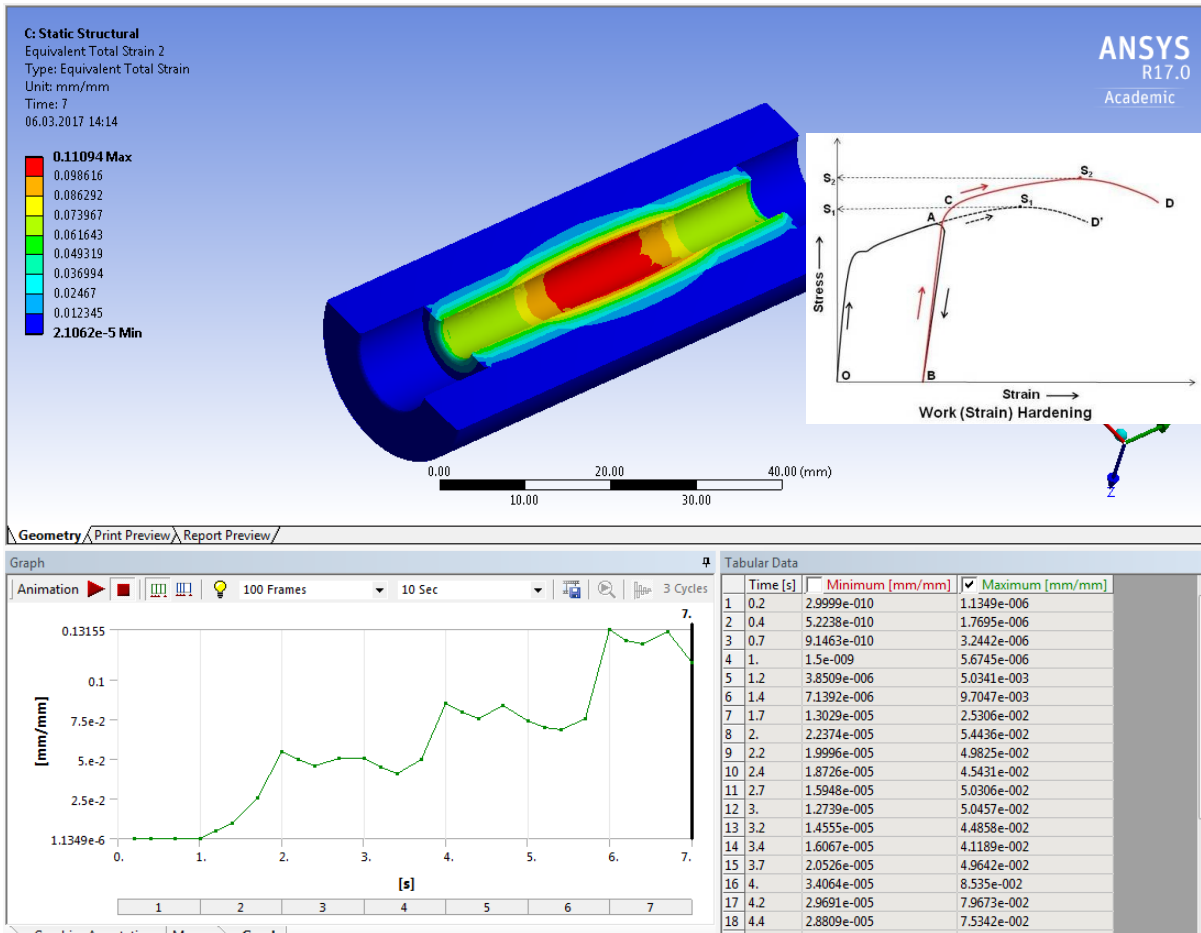 C: Static Structural
Equivalent Total Strain 2
Type: Equivalent Total Strain
Unit: mm/mm
Time: 7
06.03.2017 14:14
0.11094 Max
0.098616
0.086292
0.073967
0.061643
0.049319
0.036994
0.02467
0.012345
2.1062e-5 Min
ANSYS
R17.0
Academic
S2
S1
Stress
S2
C
D
A
S1
D'
O
B
Strain
Work (Strain) Hardening
0.00 20.00 40.00 (mm)
10.00 30.00
Z
Geometry Print Preview Report Preview
Graph
Animation 100 Frames 10 Sec 3 Cycles
7.
0.13155
0.1
7.5e-2
5.e-2
2.5e-2
1.1349e-6
[mm/mm]
0. 1. 2. 3. 4. 5. 6. 7.
[s]
1 2 3 4 5 6 7
Tabular Data
Time [s] Minimum [mm/mm] Maximum [mm/mm]
1 0.2 2.9999e-010 1.1349e-006
2 0.4 5.2238e-010 1.7695e-006
3 0.7 9.1463e-010 3.2442e-006
4 1. 1.5e-009 5.6745e-006
5 1.2 3.8509e-006 5.0341e-003
6 1.4 7.1392e-006 9.7047e-003
7 1.7 1.3029e-005 2.5306e-002
8 2. 2.2374e-005 5.4436e-002
9 2.2 1.9996e-005 4.9825e-002
10 2.4 1.8726e-005 4.5431e-002
11 2.7 1.5948e-005 5.0306e-002
12 3. 1.2739e-005 5.0457e-002
13 3.2 1.4555e-005 4.4858e-002
14 3.4 1.6067e-005 4.1189e-002
15 3.7 2.0526e-005 4.9642e-002
16 4. 3.4064e-005 8.535e-002
17 4.2 2.9691e-005 7.9673e-002
18 4.4 2.8809e-005 7.5342e-002